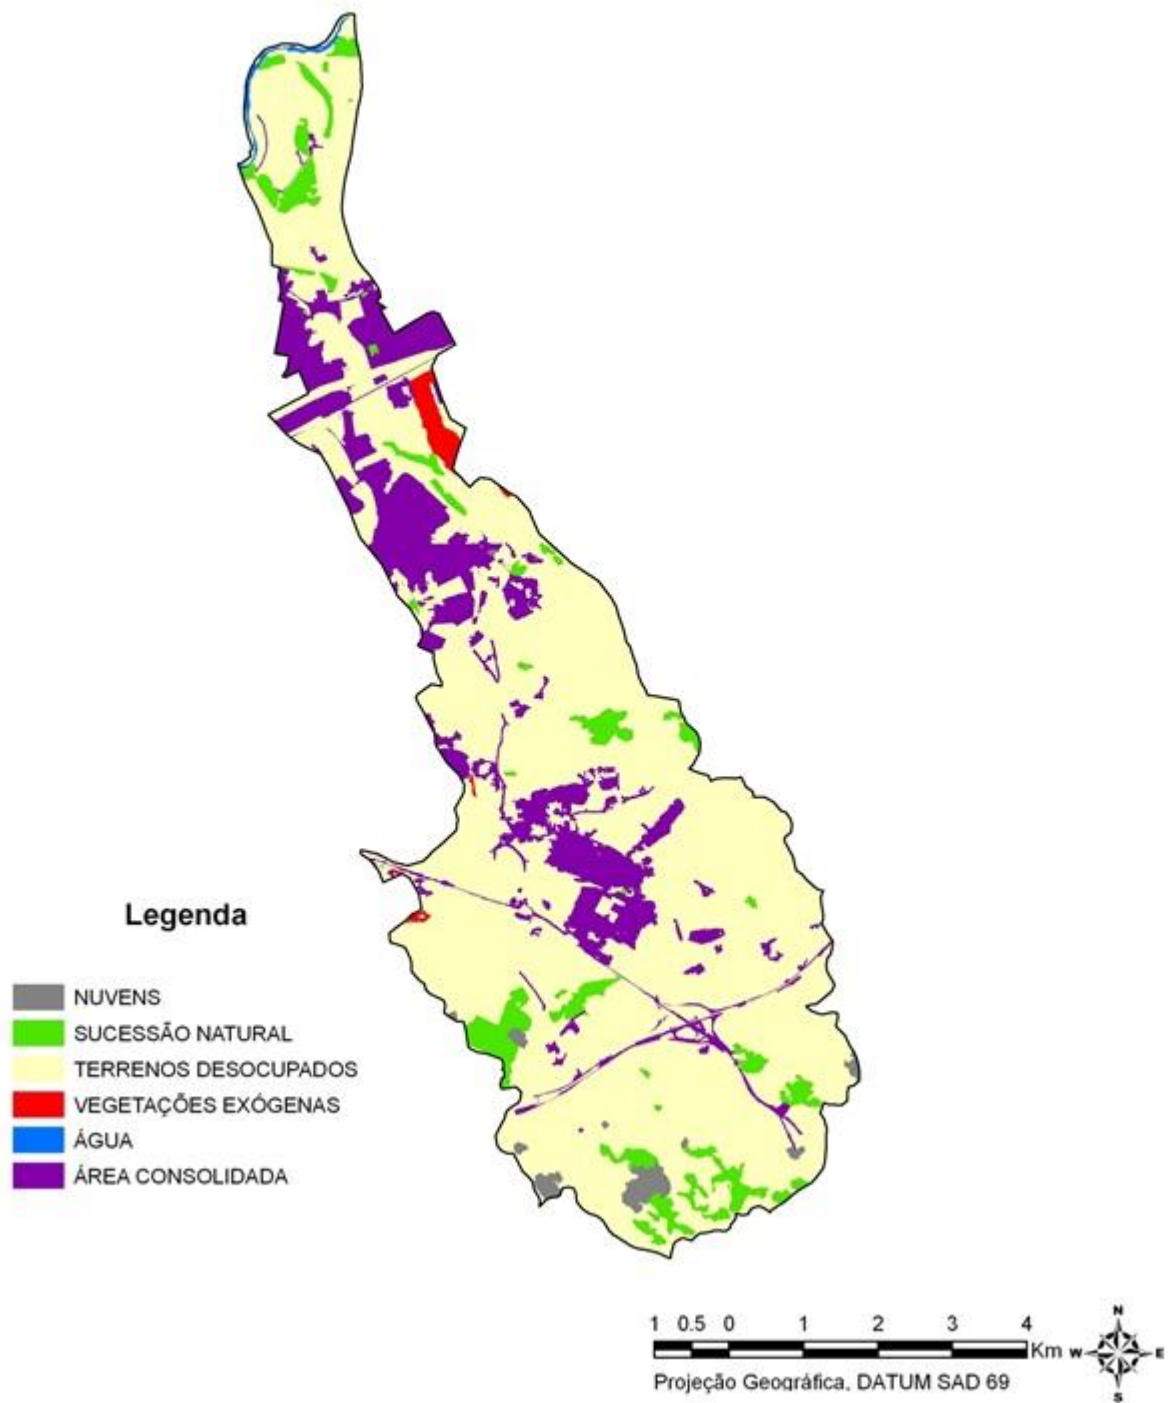 Legenda
NUVENS
SUCESSÃO NATURAL
TERRENOS DESOCUPADOS
VEGETAÇÕES EXÓGENAS
ÁGUA
ÁREA CONSOLIDADA
N
1 0.5 0 1 2 3 4
Km W E
Projeção Geográfica, DATUM SAD 69
S